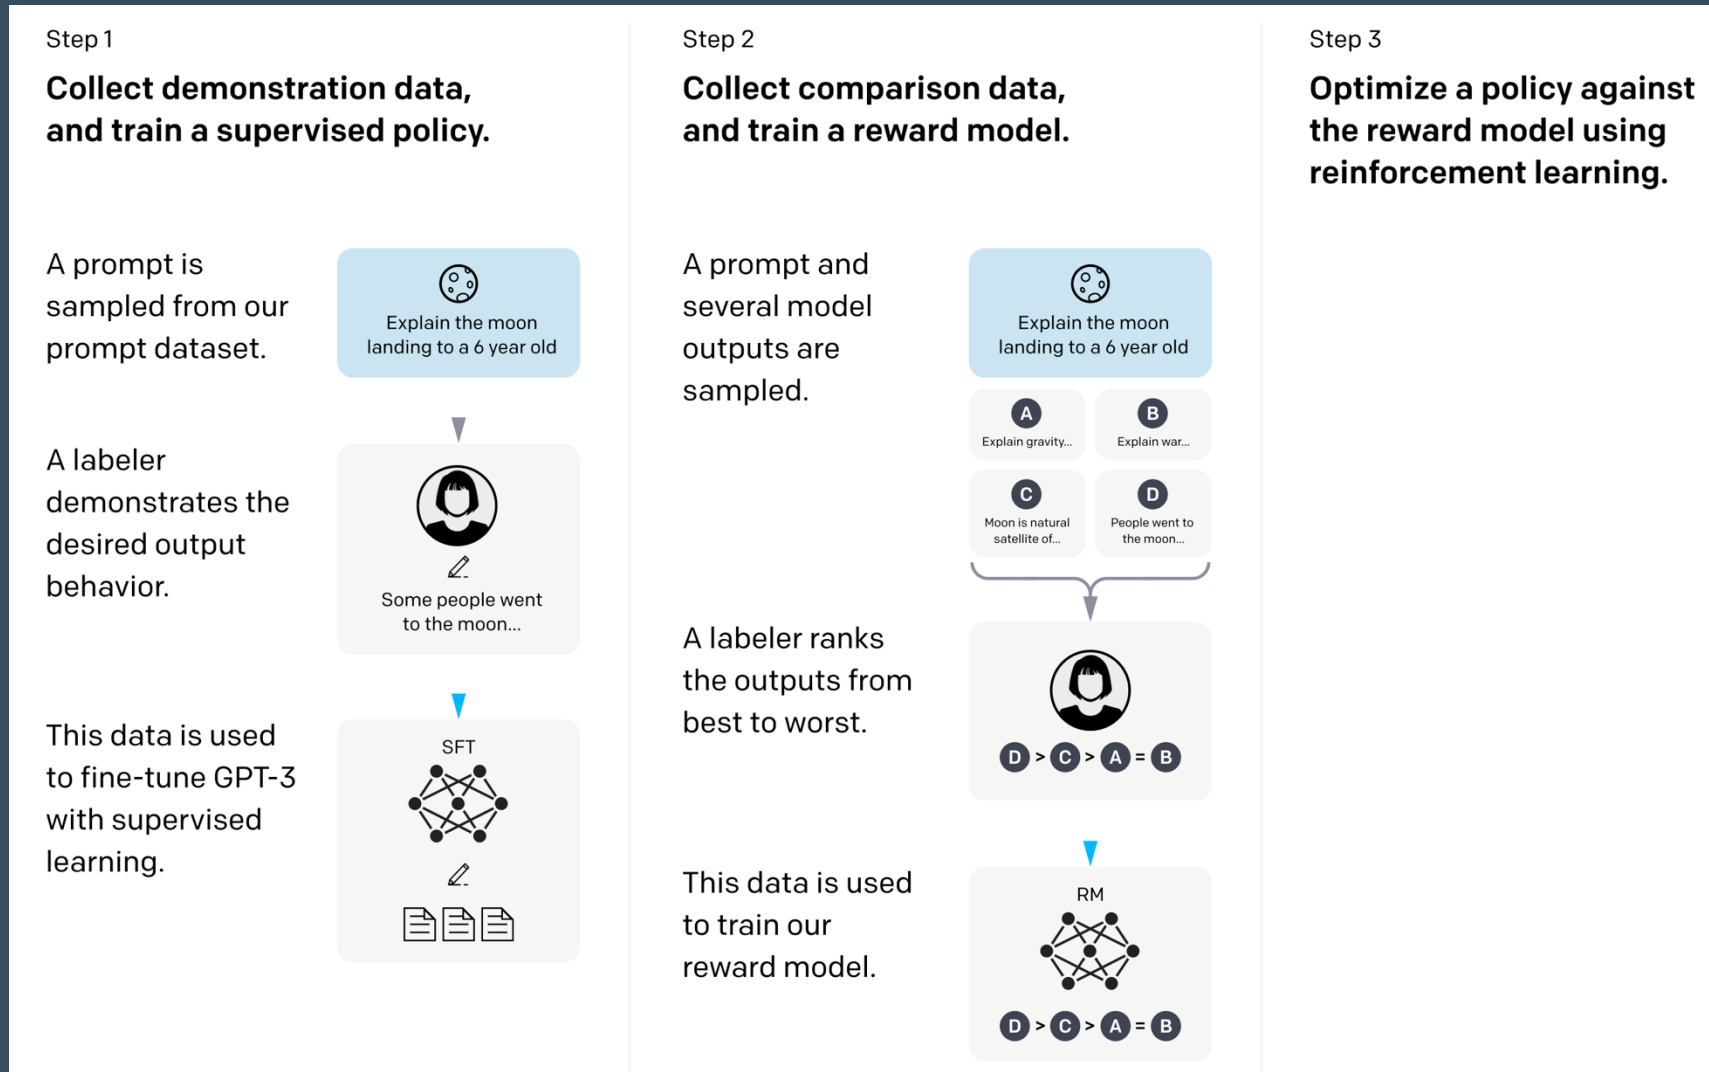 Step 1
Collect demonstration data,
and train a supervised policy.
A prompt is
sampled from our
prompt dataset.
Explain the moon
landing to a 6 year old
A labeler
demonstrates the
desired output
behavior.
Some people went
to the moon...
This data is used
to fine-tune GPT-3
with supervised
learning.
SFT
Step 2
Collect comparison data,
and train a reward model.
A prompt and
several model
outputs are
sampled.
Explain the moon
landing to a 6 year old
A
Explain gravity...
B
Explain war...
C
Moon is natural
satellite of...
D
People went to
the moon...
A labeler ranks
the outputs from
best to worst.
D > C > A = B
This data is used
to train our
reward model.
RM
D > C > A = B
Step 3
Optimize a policy against
the reward model using
reinforcement learning.